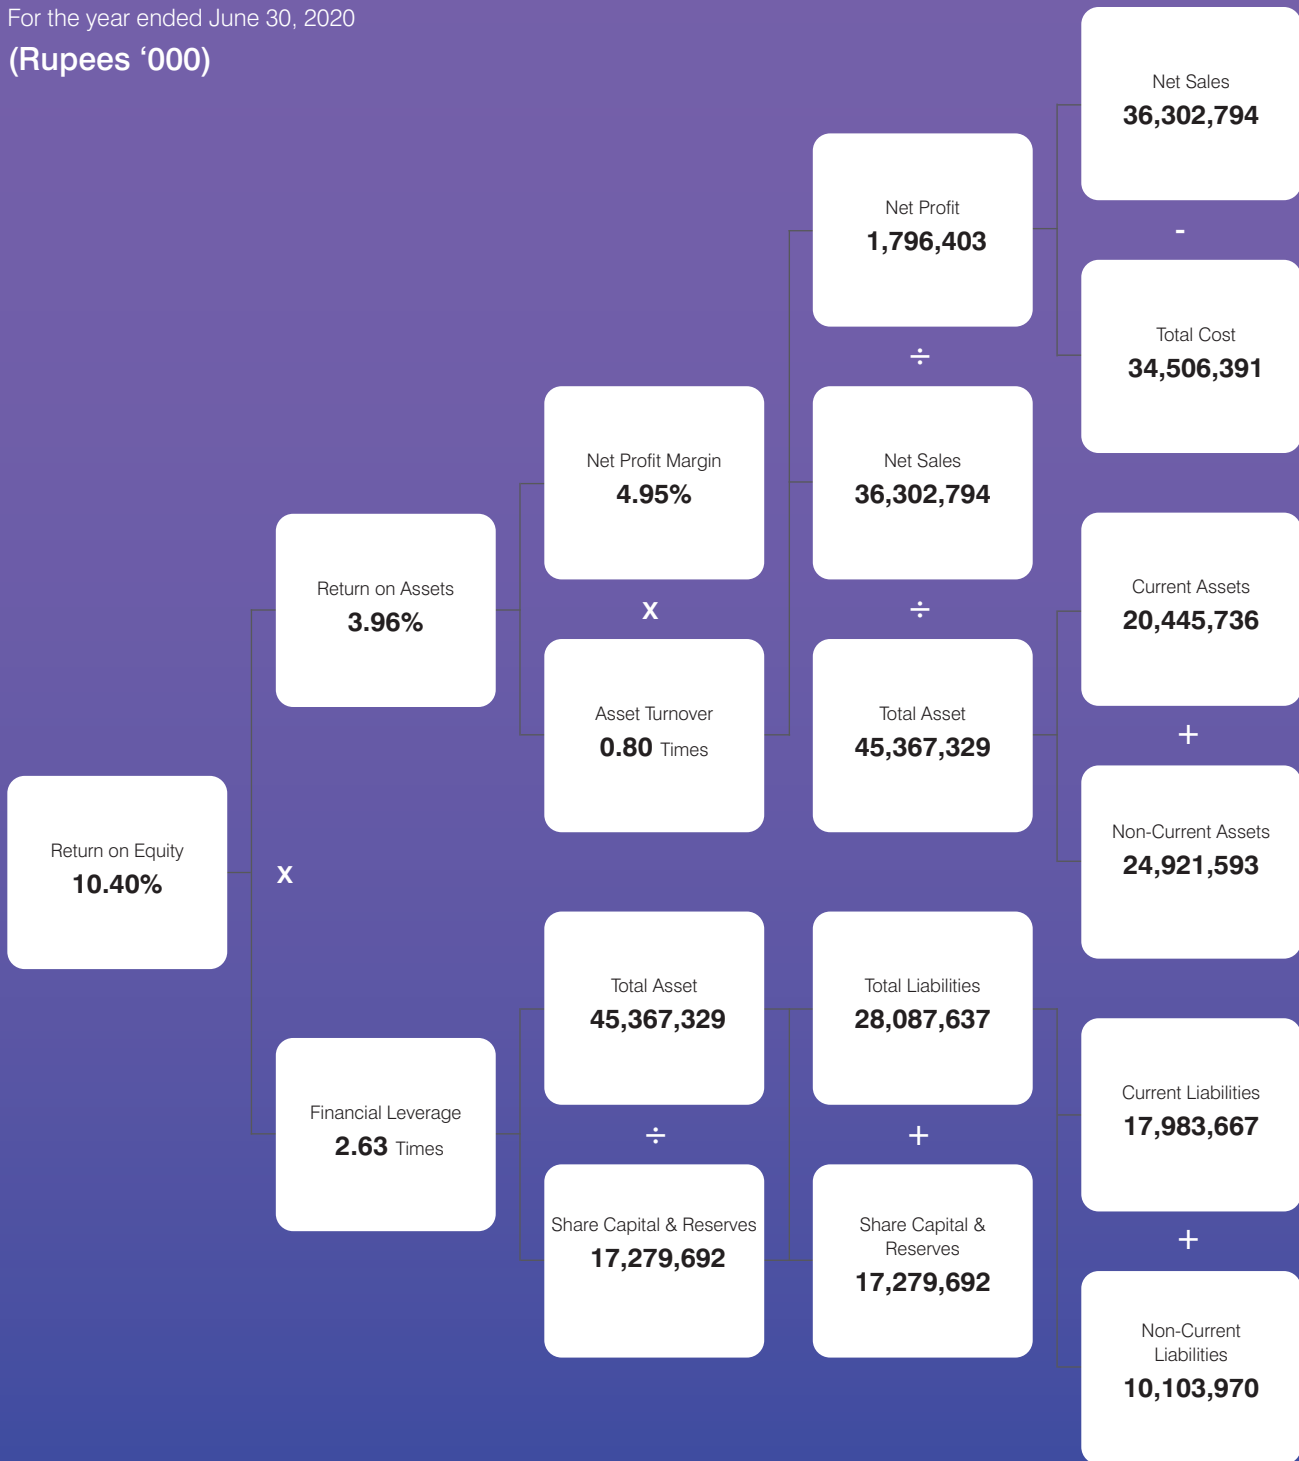 For the year ended June 30, 2020
(Rupees ‘000)
Net Sales
36,302,794
-
Total Cost
34,506,391
Net Profit
1,796,403
÷
Net Sales
36,302,794
÷
Total Asset
45,367,329
Net Profit Margin
4.95%
x
Asset Turnover
0.80 Times
Current Assets
20,445,736
+
Non-Current Assets
24,921,593
Return on Assets
3.96%
Return on Equity
10.40%
x
Financial Leverage
2.63 Times
Total Asset
45,367,329
÷
Share Capital & Reserves
17,279,692
Total Liabilities
28,087,637
+
Share Capital &
Reserves
17,279,692
Current Liabilities
17,983,667
+
Non-Current
Liabilities
10,103,970